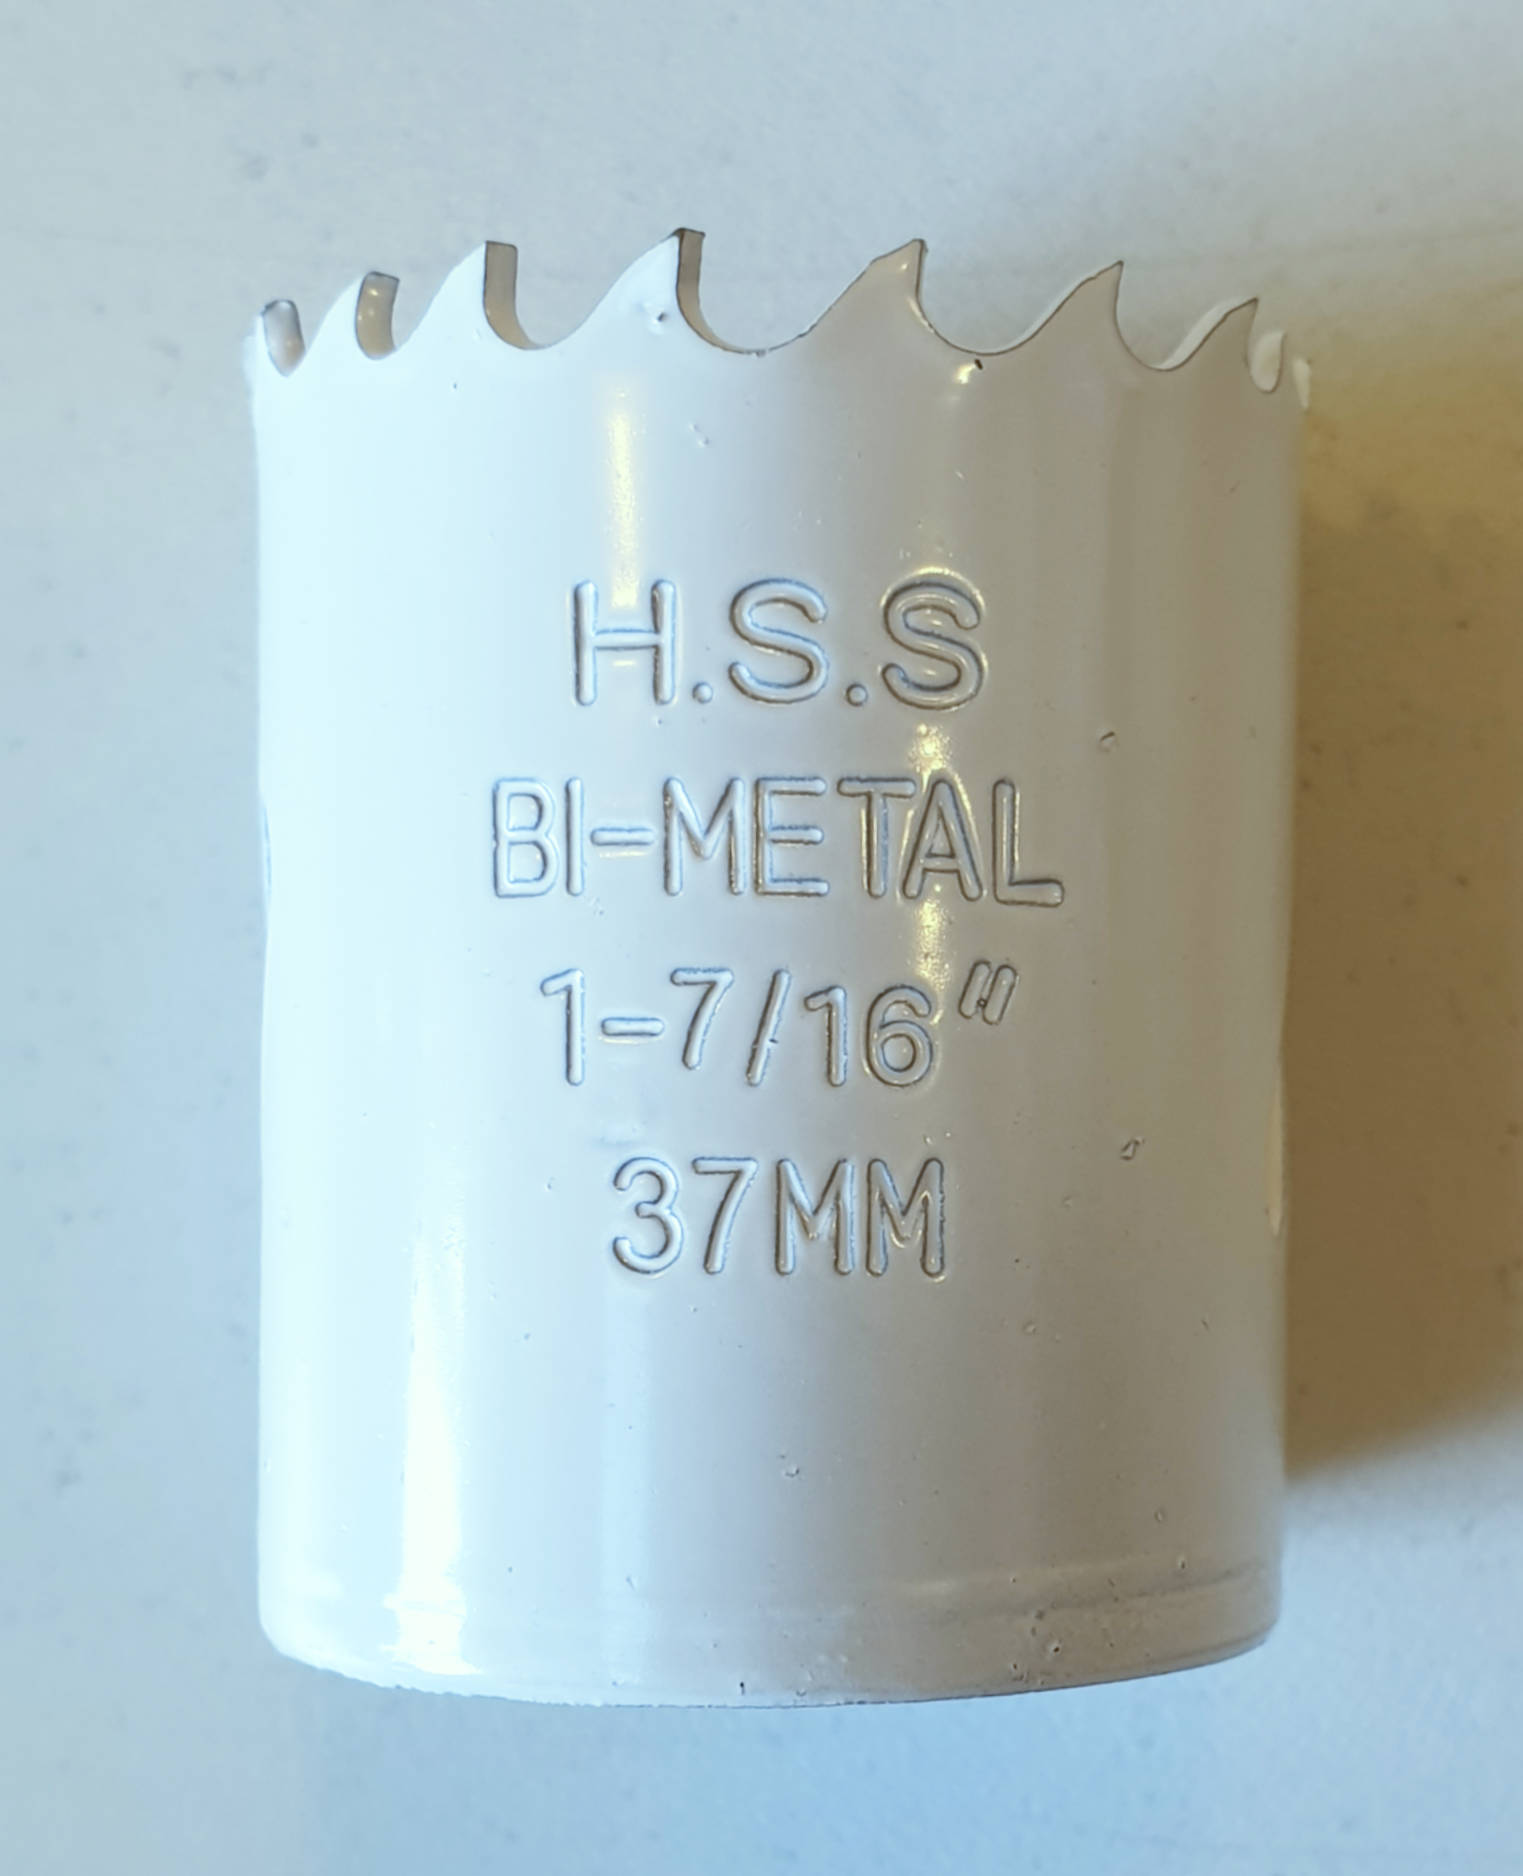 H.S.S
BI-METAL
1-7/16"
37MM